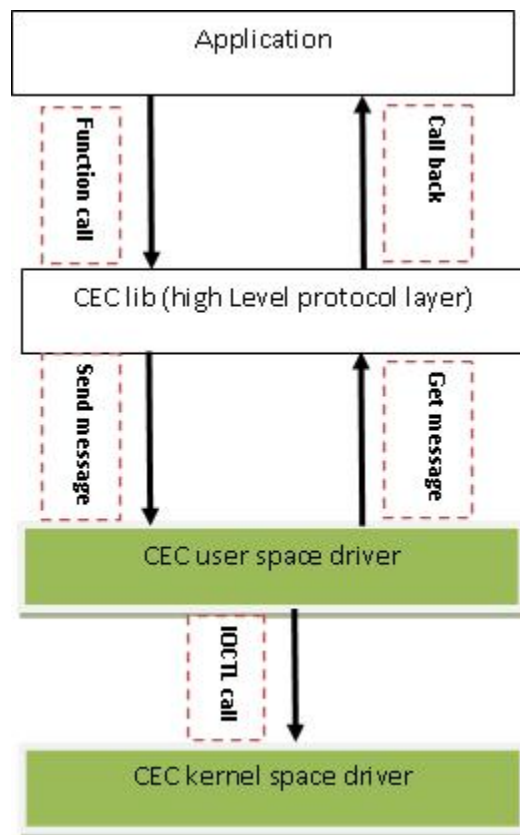 Application
Function call
Call back
CEC lib (high Level protocol layer)
Send message
Get message
CEC user space driver
IOCTL call
CEC kernel space driver